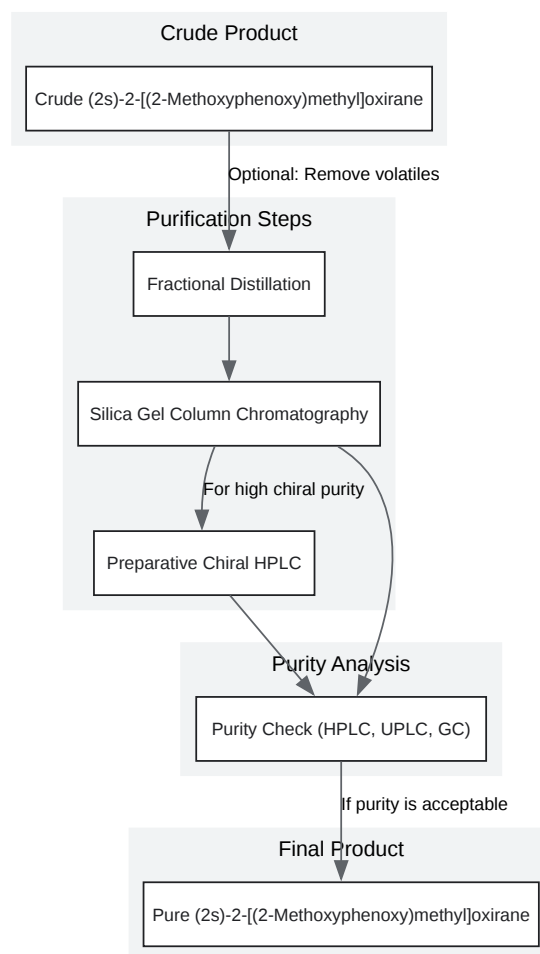 Crude Product
Crude (2s)-2-[(2-Methoxyphenoxy)methyl]oxirane
Optional: Remove volatiles
Purification Steps
Fractional Distillation
Silica Gel Column Chromatography
For high chiral purity
Preparative Chiral HPLC
Purity Analysis
Purity Check (HPLC, UPLC, GC)
If purity is acceptable
Final Product
Pure (2s)-2-[(2-Methoxyphenoxy)methyl]oxirane